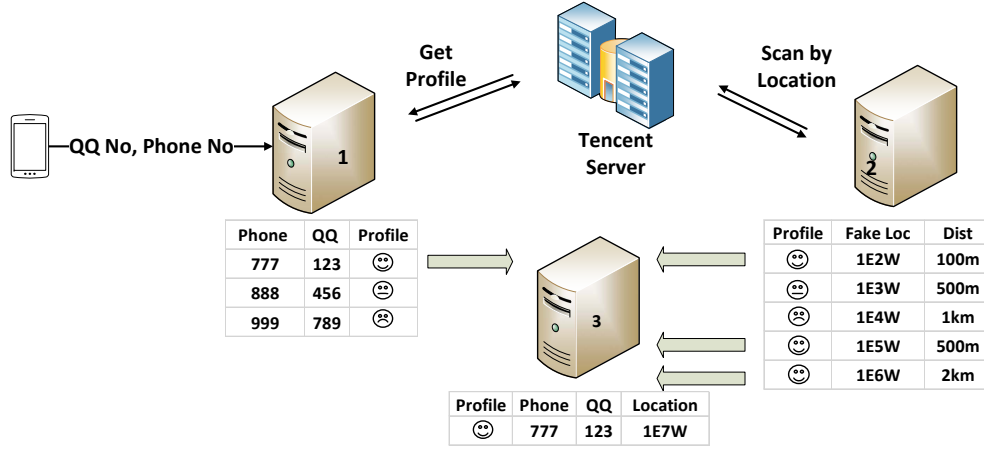 Get
Profile
Scan by
Location
QQ No, Phone No
1
Tencent
Server
2
Phone QQ Profile
777 123
888 456
999 789
3
Profile Fake Loc Dist
1E2W 100m
1E3W 500m
1E4W 1km
1E5W 500m
1E6W 2km
Profile Phone QQ Location
777 123 1E7W